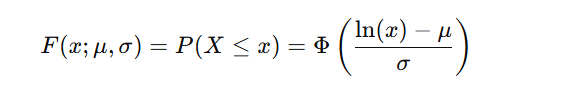 F(x; μ, σ) = P(X ≤ x) = Φ ( (ln(x) − μ) / σ )